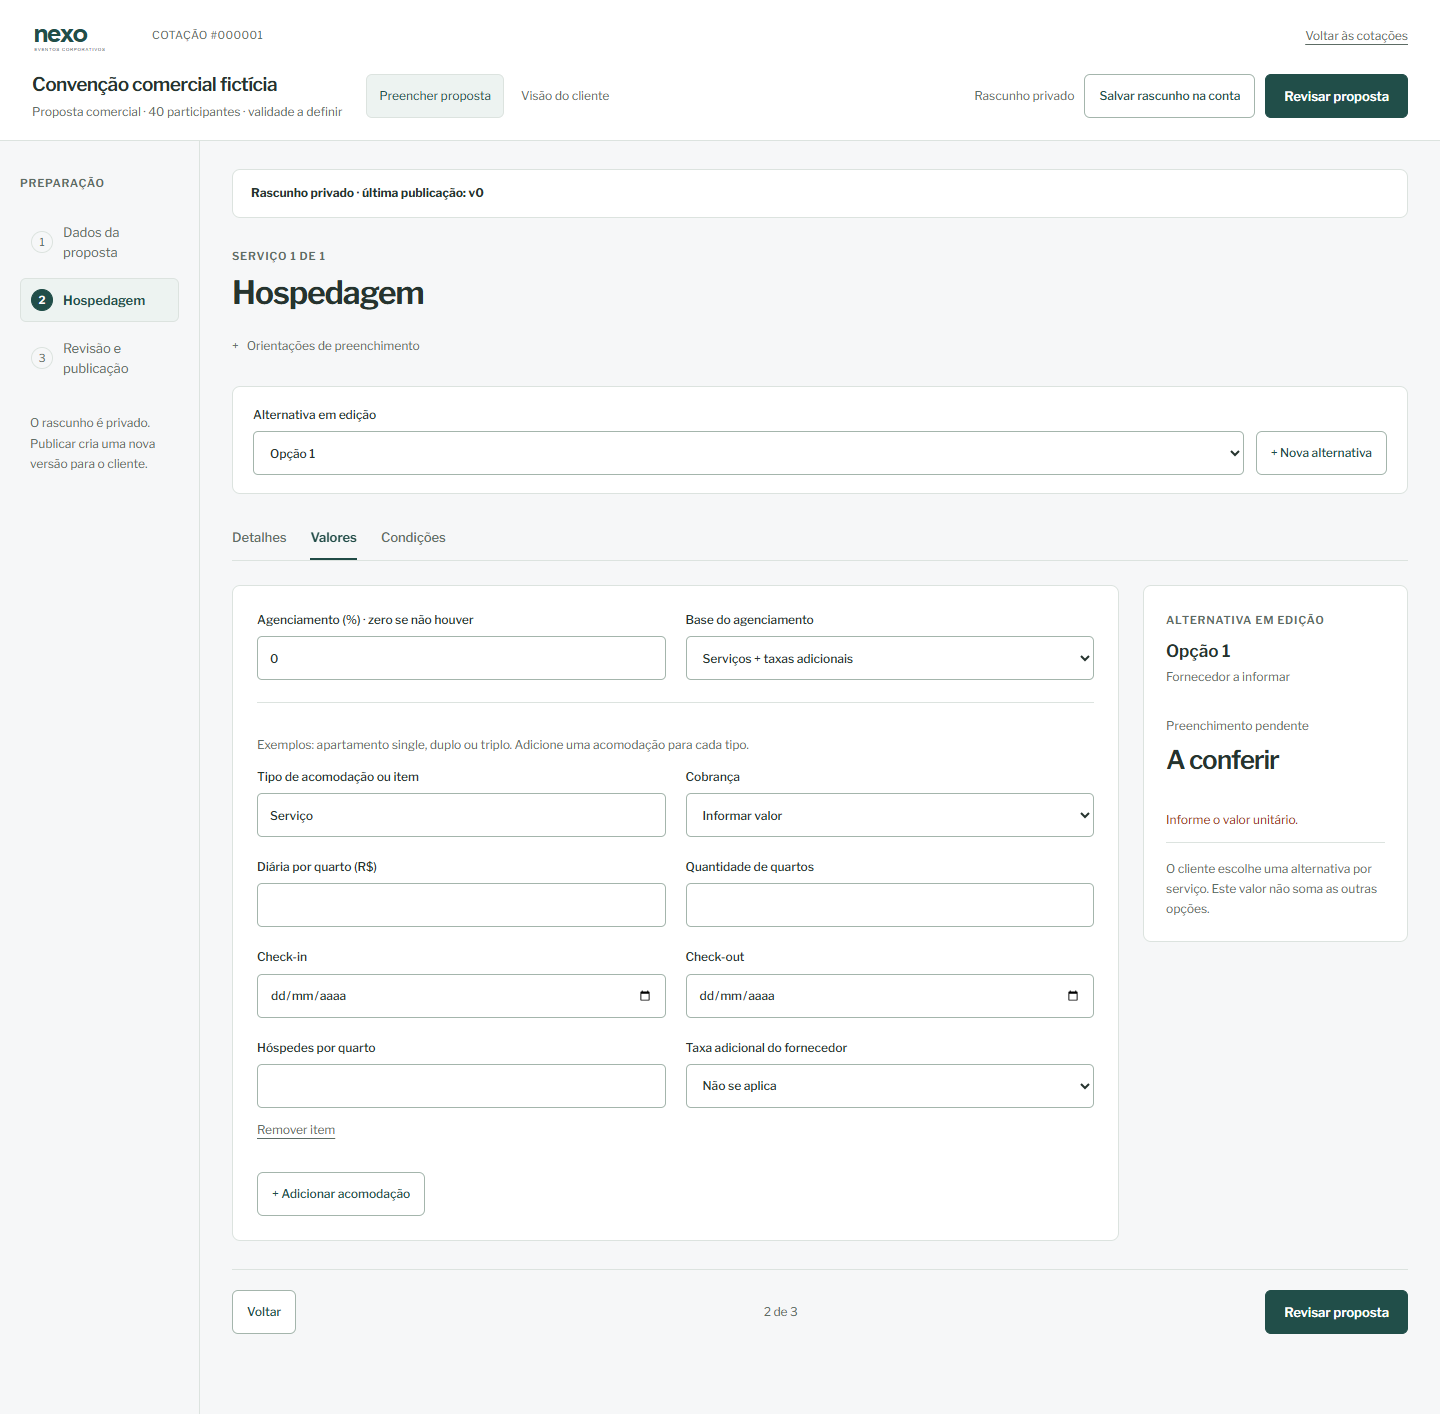 nexo
EVENTOS CORPORATIVOS
COTAÇÃO #000001
Voltar às cotações
Convenção comercial fictícia
Proposta comercial · 40 participantes · validade a definir
Preencher proposta
Visão do cliente
Rascunho privado
Salvar rascunho na conta
Revisar proposta
PREPARAÇÃO
1
Dados da
proposta
2
Hospedagem
3
Revisão e
publicação
O rascunho é privado.
Publicar cria uma nova
versão para o cliente.
Rascunho privado · última publicação: v0
SERVIÇO 1 DE 1
Hospedagem
+ Orientações de preenchimento
Alternativa em edição
Opção 1
+ Nova alternativa
Detalhes
Valores
Condições
Agenciamento (%) · zero se não houver
Base do agenciamento
0
Serviços + taxas adicionais
Exemplos: apartamento single, duplo ou triplo. Adicione uma acomodação para cada tipo.
Tipo de acomodação ou item
Cobrança
Serviço
Informar valor
Diária por quarto (R$)
Quantidade de quartos
Check-in
Check-out
dd/mm/aaaa
dd/mm/aaaa
Hóspedes por quarto
Taxa adicional do fornecedor
Não se aplica
Remover item
+ Adicionar acomodação
ALTERNATIVA EM EDIÇÃO
Opção 1
Fornecedor a informar
Preenchimento pendente
A conferir
Informe o valor unitário.
O cliente escolhe uma alternativa por
serviço. Este valor não soma as outras
opções.
Voltar
2 de 3
Revisar proposta